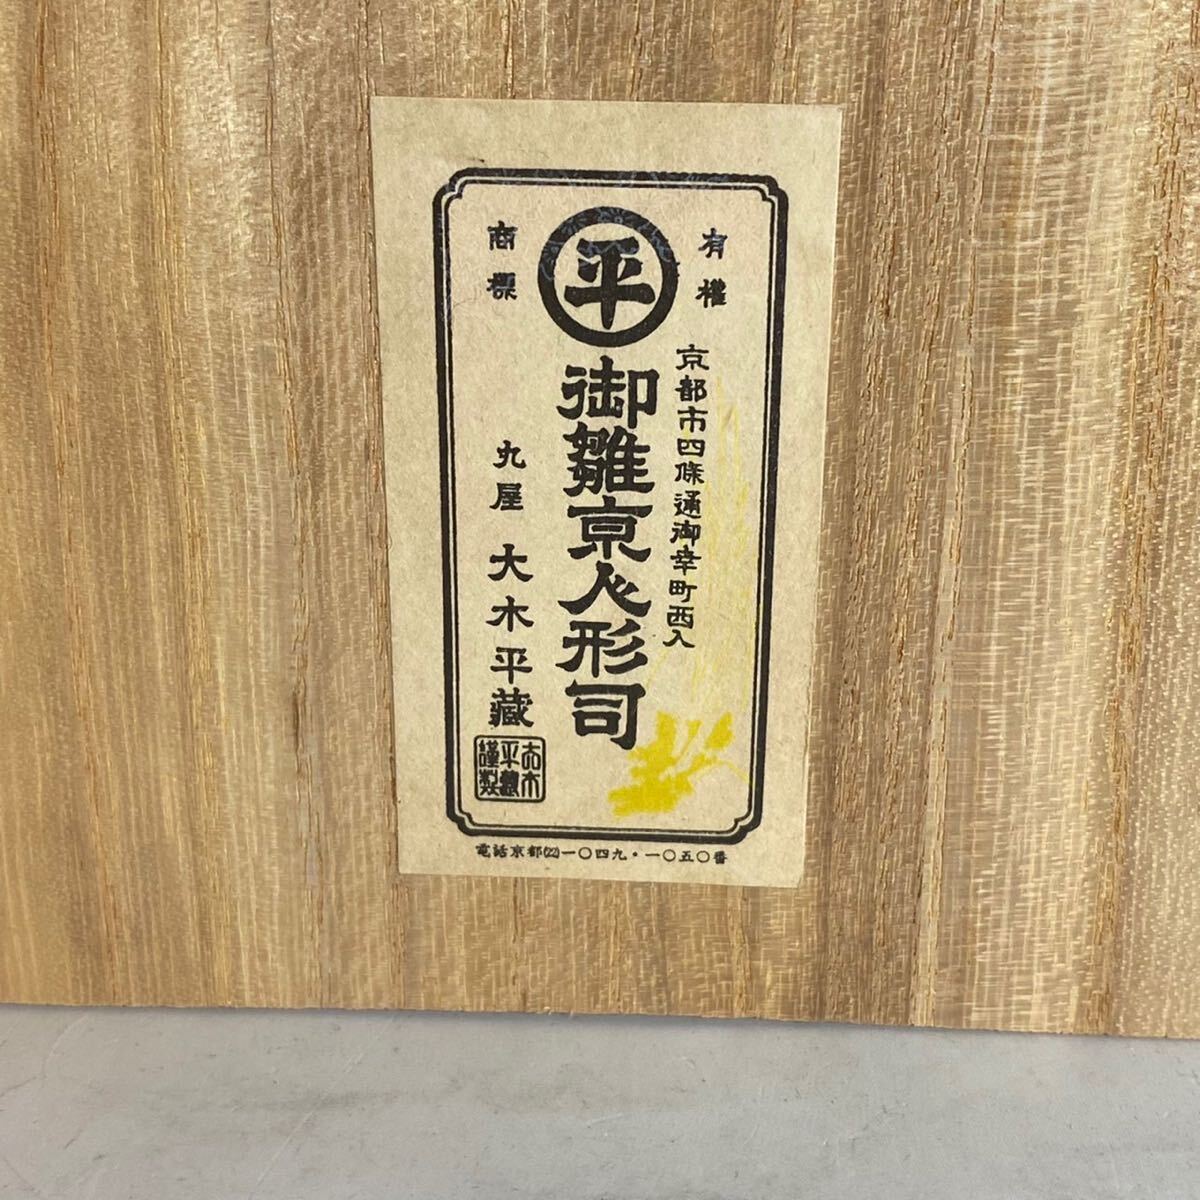 有權
商標
平
京都市四條通御幸町西入
御雛京人形司
丸屋 大木平藏
大木
平藏
謹製
電話京都(22)一〇四九・一〇五〇番